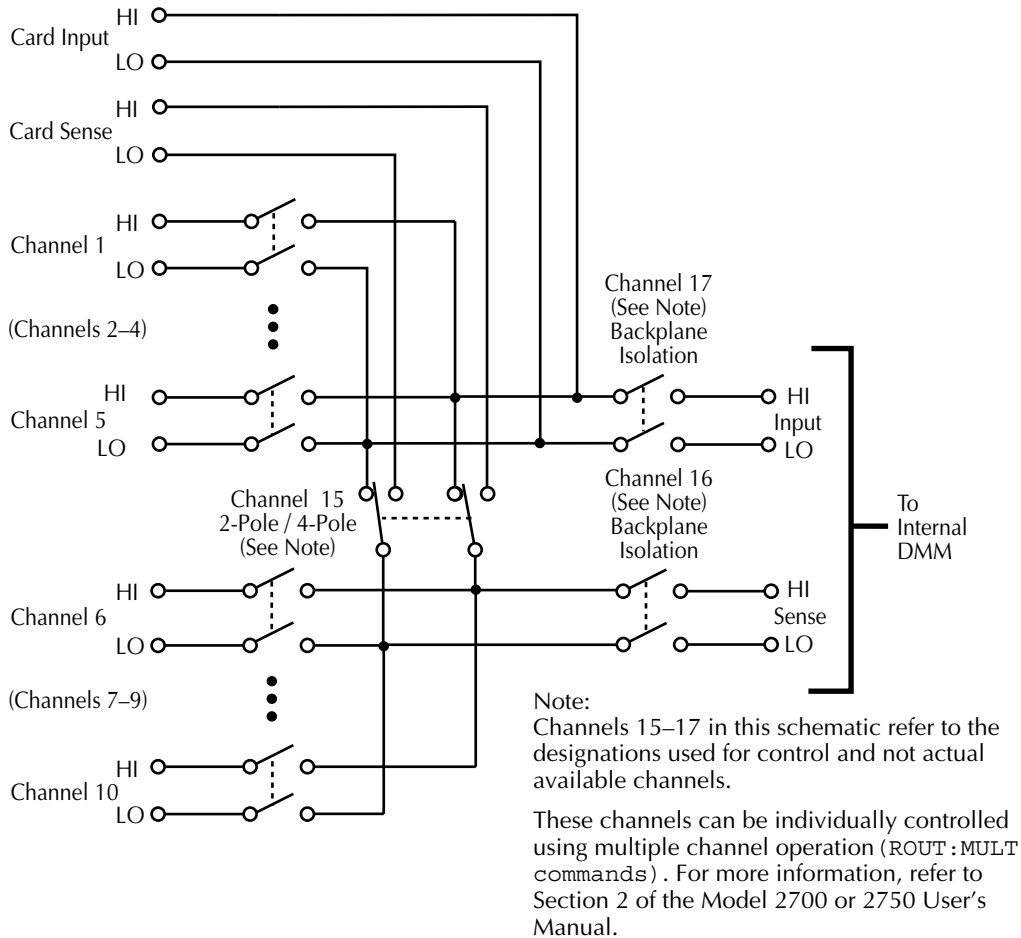 HI
Card Input
LO
HI
Card Sense
LO
HI
Channel 1
LO
(Channels 2–4)
HI
Channel 5
LO
Channel 17
(See Note)
Backplane
Isolation
HI
Input
LO
Channel 15
2-Pole / 4-Pole
(See Note)
Channel 16
(See Note)
Backplane
Isolation
To
Internal
DMM
HI
Channel 6
LO
HI
Sense
LO
(Channels 7–9)
HI
Channel 10
LO
Note:
Channels 15–17 in this schematic refer to the
designations used for control and not actual
available channels.
These channels can be individually controlled
using multiple channel operation (ROUT:MULT
commands). For more information, refer to
Section 2 of the Model 2700 or 2750 User's
Manual.